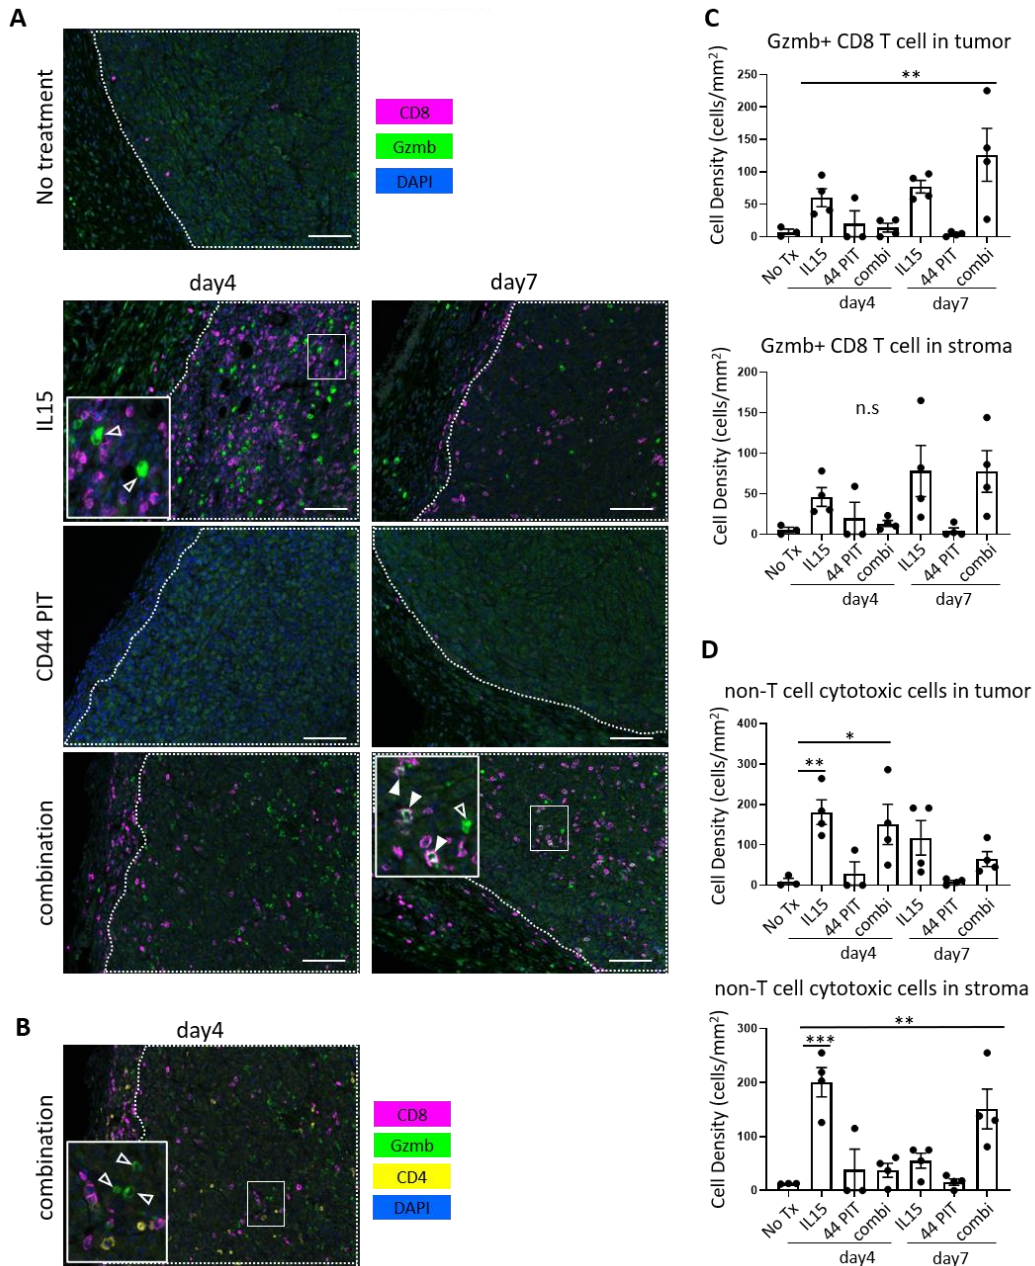 A
No treatment
CD8
Gzmb
DAPI
day4
day7
IL15
CD44 PIT
combination
B
day4
combination
CD8
Gzmb
CD4
DAPI
C
Gzmb+ CD8 T cell in tumor
Cell Density (cells/mm²)
250
200
150
100
50
0
**
No Tx
IL15
44 PIT
combi
IL15
44 PIT
combi
day4
day7
Gzmb+ CD8 T cell in stroma
Cell Density (cells/mm²)
200
150
100
50
0
n.s
No Tx
IL15
44 PIT
combi
IL15
44 PIT
combi
day4
day7
D
non-T cell cytotoxic cells in tumor
Cell Density (cells/mm²)
400
300
200
100
0
*
**
No Tx
IL15
44 PIT
combi
IL15
44 PIT
combi
day4
day7
non-T cell cytotoxic cells in stroma
Cell Density (cells/mm²)
300
200
100
0
**
***
No Tx
IL15
44 PIT
combi
IL15
44 PIT
combi
day4
day7